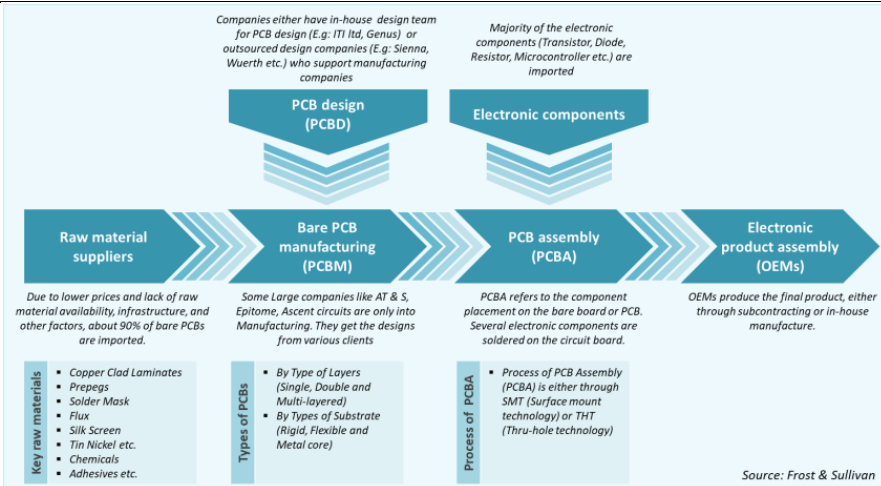 Companies either have in-house design team
for PCB design (E.g: ITI ltd, Genus) or
outsourced design companies (E.g: Sienna,
Wuerth etc.) who support manufacturing
companies
Majority of the electronic
components (Transistor, Diode,
Resistor, Microcontroller etc.) are
imported
PCB design
(PCBD)
Electronic components
Raw material
suppliers
Bare PCB
manufacturing
(PCBM)
PCB assembly
(PCBA)
Electronic
product assembly
(OEMs)
Due to lower prices and lack of raw
material availability, infrastructure, and
other factors, about 90% of bare PCBs
are imported.
Some Large companies like AT & S,
Epitome, Ascent circuits are only into
Manufacturing. They get the designs
from various clients
PCBA refers to the component
placement on the bare board or PCB.
Several electronic components are
soldered on the circuit board.
OEMs produce the final product, either
through subcontracting or in-house
manufacture.
Key raw materials
▪ Copper Clad Laminates
▪ Prepegs
▪ Solder Mask
▪ Flux
▪ Silk Screen
▪ Tin Nickel etc.
▪ Chemicals
▪ Adhesives etc.
Types of PCBs
▪ By Type of Layers
(Single, Double and
Multi-layered)
▪ By Types of Substrate
(Rigid, Flexible and
Metal core)
Process of PCBA
▪ Process of PCB Assembly
(PCBA) is either through
SMT (Surface mount
technology) or THT
(Thru-hole technology)
Source: Frost & Sullivan